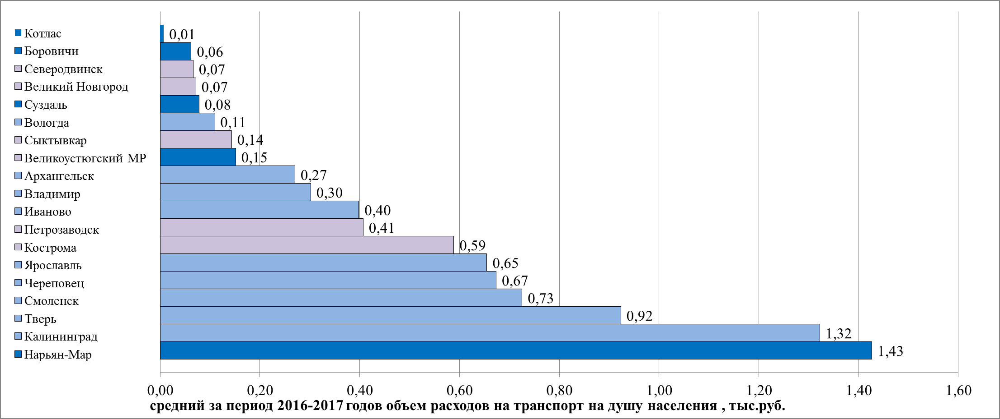 Котлас 0,01
Боровичи 0,06
Северодвинск 0,07
Великий Новгород 0,07
Суздаль 0,08
Вологда 0,11
Сыктывкар 0,14
Великоустюгский МР 0,15
Архангельск 0,27
Владимир 0,30
Иваново 0,40
Петрозаводск 0,41
Кострома 0,59
Ярославль 0,65
Череповец 0,67
Смоленск 0,73
Тверь 0,92
Калининград 1,32
Нарьян-Мар 1,43
0,00 0,20 0,40 0,60 0,80 1,00 1,20 1,40 1,60
средний за период 2016-2017 годов объем расходов на транспорт на душу населения , тыс.руб.